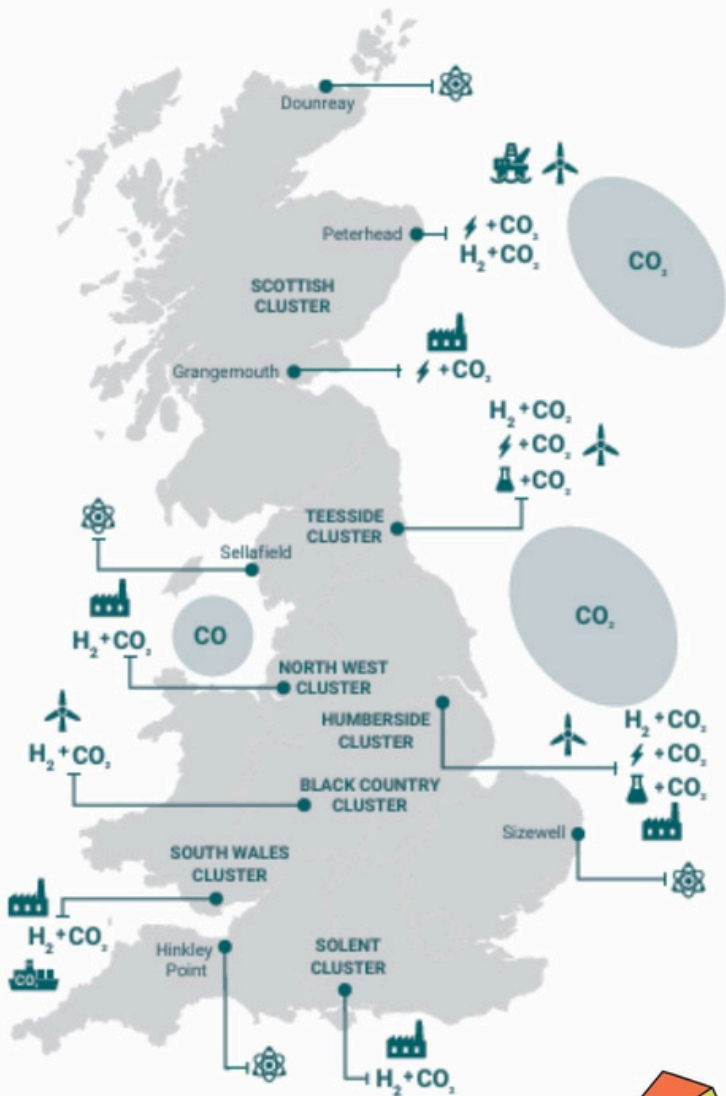 Dounreay
Peterhead
⚡+CO₂
H₂+CO₂
CO₂
SCOTTISH
CLUSTER
Grangemouth
⚡+CO₂
H₂+CO₂
⚡+CO₂
+CO₂
TEESSIDE
CLUSTER
Sellafield
CO₂
CO
H₂+CO₂
NORTH WEST
CLUSTER
HUMBERSIDE
CLUSTER
H₂+CO₂
⚡+CO₂
+CO₂
H₂+CO₂
BLACK COUNTRY
CLUSTER
Sizewell
SOUTH WALES
CLUSTER
H₂+CO₂
CO₂
Hinkley
Point
SOLENT
CLUSTER
H₂+CO₂